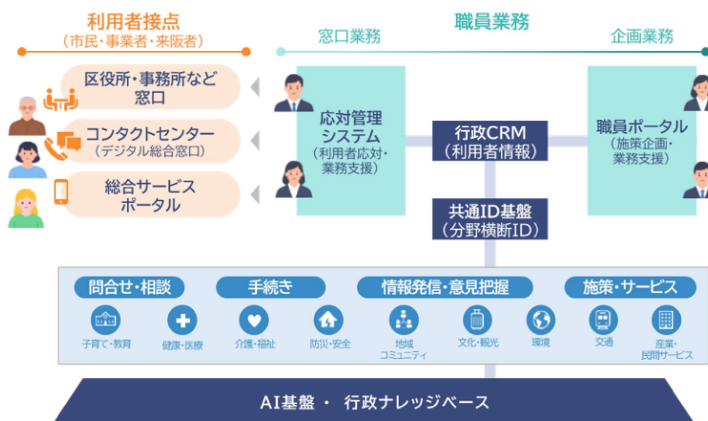 利用者接点
(市民・事業者・来阪者)
職員業務
窓口業務
企画業務
区役所・事務所など
窓口
コンタクトセンター
(デジタル総合窓口)
総合サービス
ポータル
応対管理
システム
(利用者応対・
業務支援)
行政CRM
(利用者情報)
共通ID基盤
(分野横断ID)
職員ポータル
(施策企画・
業務支援)
問合せ・相談
手続き
情報発信・意見把握
施策・サービス
子育て・教育
健康・医療
介護・福祉
防災・安全
地域
コミュニティ
文化・観光
環境
交通
産業・
民間サービス
AI基盤 ・ 行政ナレッジベース